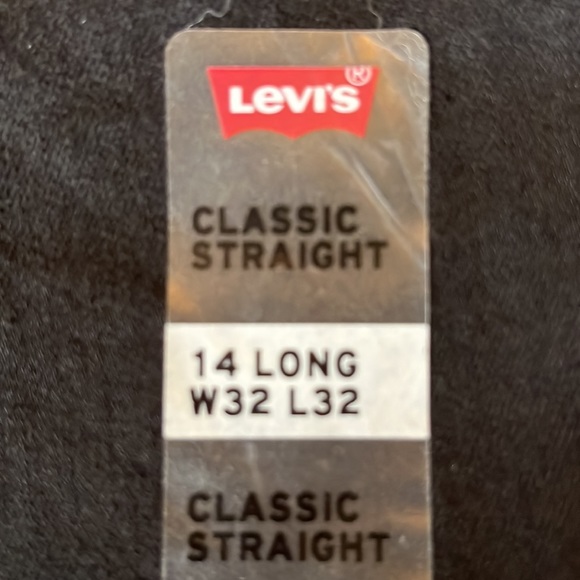 Levi's®
CLASSIC
STRAIGHT
14 LONG
W32 L32
CLASSIC
STRAIGHT